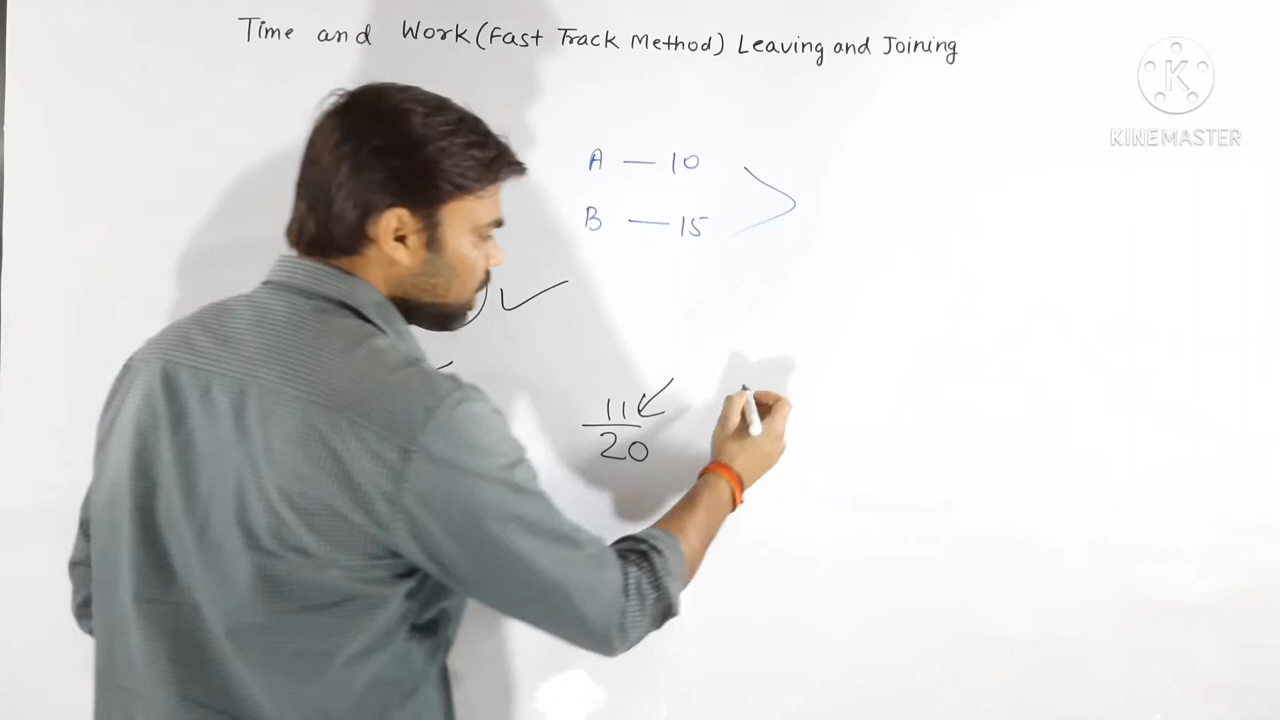 Time and Work (Fast Track Method) Leaving and Joining
K
KINEMASTER
A — 10
B — 15
11
20